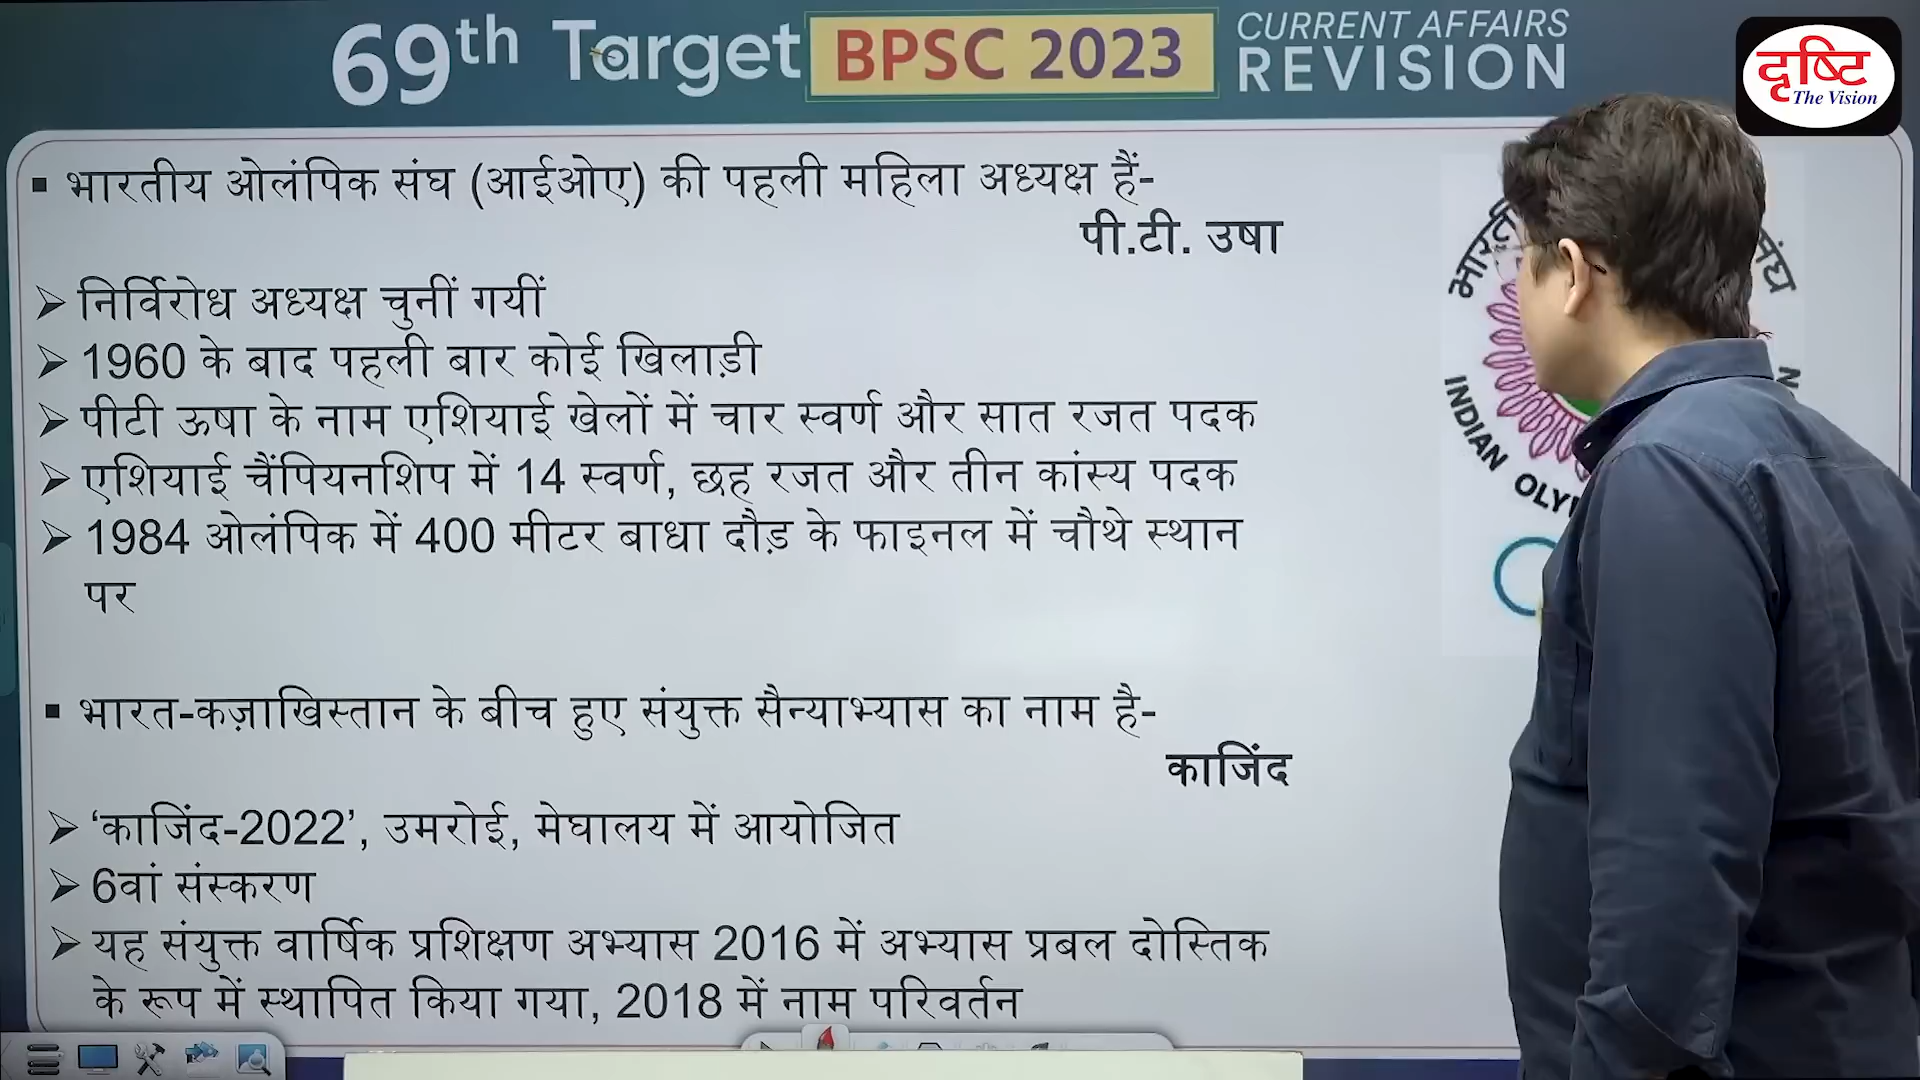 69th Target BPSC 2023 CURRENT AFFAIRS REVISION
दृष्टि
The Vision
▪ भारतीय ओलंपिक संघ (आईओए) की पहली महिला अध्यक्ष हैं-
पी.टी. उषा
➢ निर्विरोध अध्यक्ष चुनीं गयीं
➢ 1960 के बाद पहली बार कोई खिलाड़ी
➢ पीटी ऊषा के नाम एशियाई खेलों में चार स्वर्ण और सात रजत पदक
➢ एशियाई चैंपियनशिप में 14 स्वर्ण, छह रजत और तीन कांस्य पदक
➢ 1984 ओलंपिक में 400 मीटर बाधा दौड़ के फाइनल में चौथे स्थान
पर
संघ
INDIAN
▪ भारत-कज़ाखिस्तान के बीच हुए संयुक्त सैन्याभ्यास का नाम है-
काजिंद
➢ ‘काजिंद-2022’, उमरोई, मेघालय में आयोजित
➢ 6वां संस्करण
➢ यह संयुक्त वार्षिक प्रशिक्षण अभ्यास 2016 में अभ्यास प्रबल दोस्तिक
के रूप में स्थापित किया गया, 2018 में नाम परिवर्तन